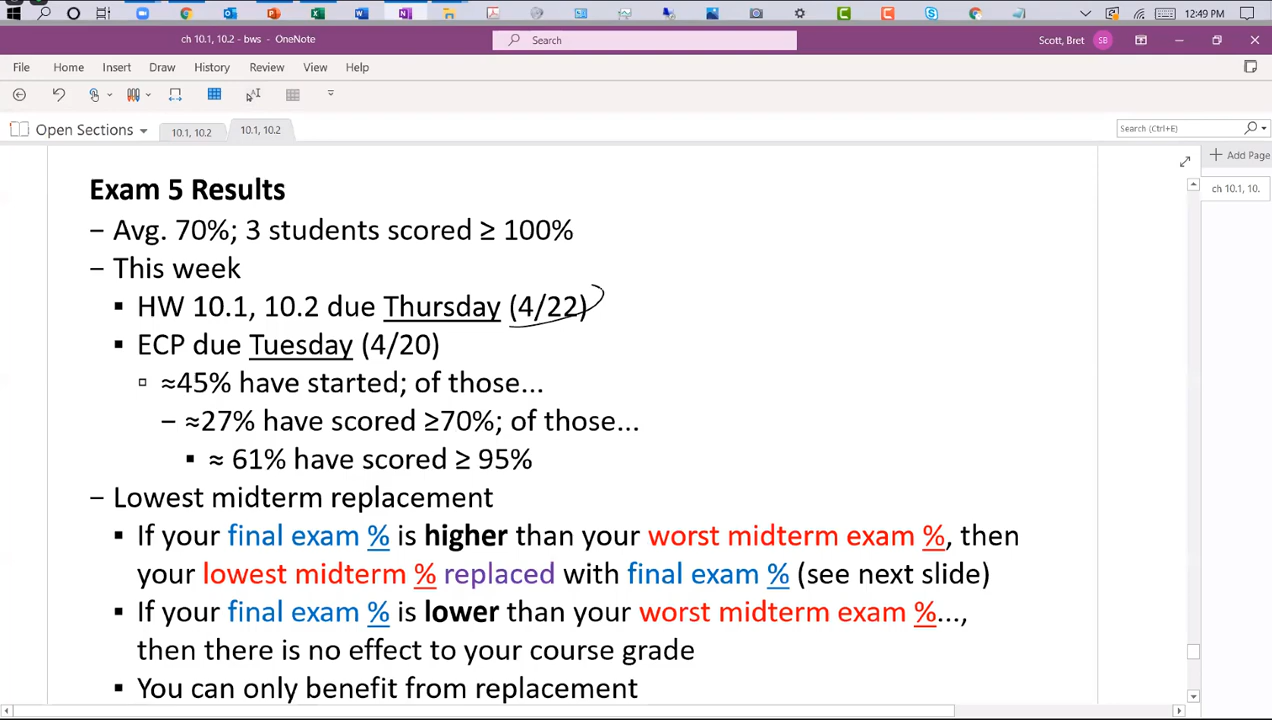 12:49 PM
ch 10.1, 10.2 - bws - OneNote
Search
Scott, Bret
SB
File Home Insert Draw History Review View Help
Open Sections
10.1, 10.2
10.1, 10.2
Search (Ctrl+E)
Add Page
ch 10.1, 10.
Exam 5 Results
− Avg. 70%; 3 students scored ≥ 100%
− This week
▪ HW 10.1, 10.2 due Thursday (4/22)
▪ ECP due Tuesday (4/20)
▫ ≈45% have started; of those...
− ≈27% have scored ≥70%; of those...
▪ ≈ 61% have scored ≥ 95%
− Lowest midterm replacement
▪ If your final exam % is higher than your worst midterm exam %, then
your lowest midterm % replaced with final exam % (see next slide)
▪ If your final exam % is lower than your worst midterm exam %...,
then there is no effect to your course grade
▪ You can only benefit from replacement